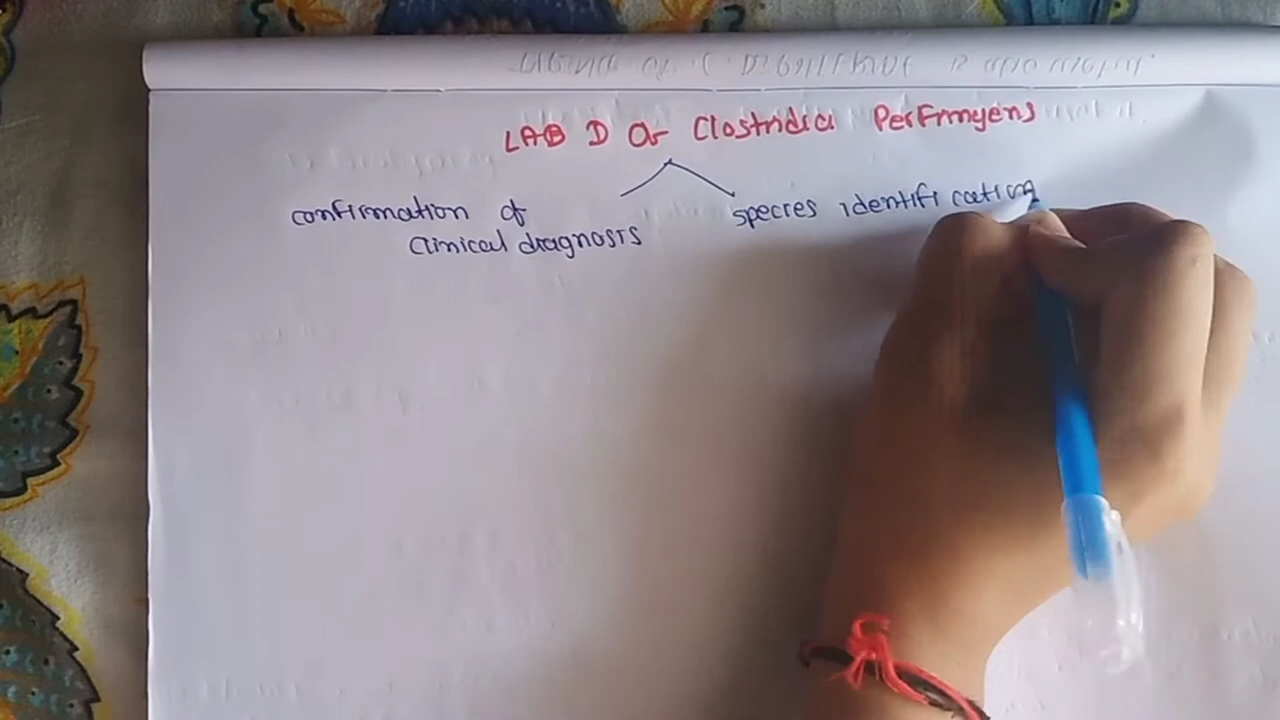 LAB D Of Clostridia Perfringens
confirmation of
clinical diagnosis
species identification